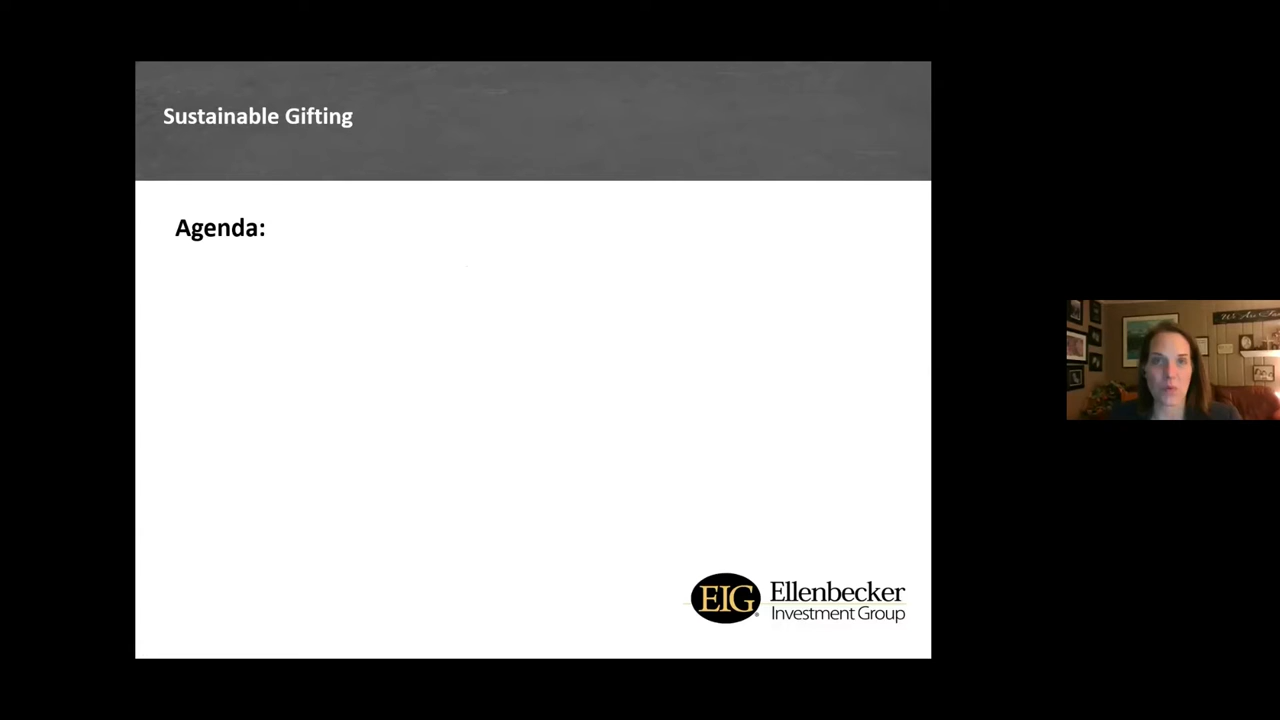 Sustainable Gifting
Agenda:
EIG
Ellenbecker
Investment Group